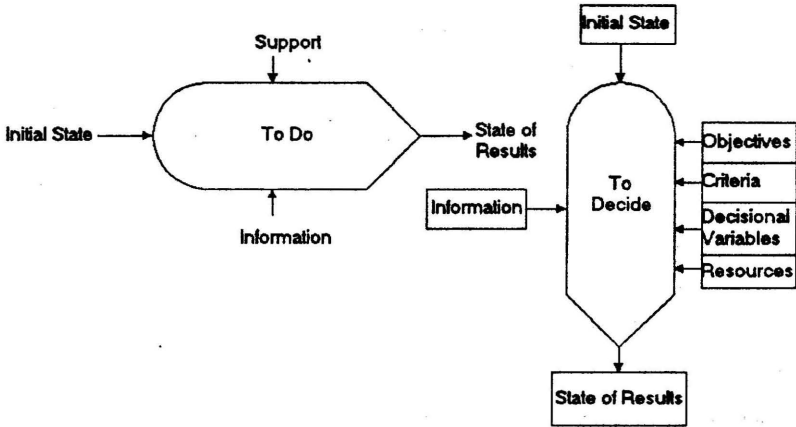 Support
Initial State
To Do
State of
Results
Information
Initial State
Objectives
Criteria
Decisional
Variables
Resources
To
Decide
Information
State of Results